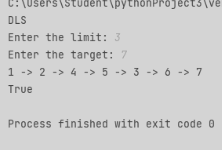 C:\Users\Student\pythonProject3\ve
DLS
Enter the limit: 3
Enter the target: 7
1 -> 2 -> 4 -> 5 -> 3 -> 6 -> 7
True
Process finished with exit code 0